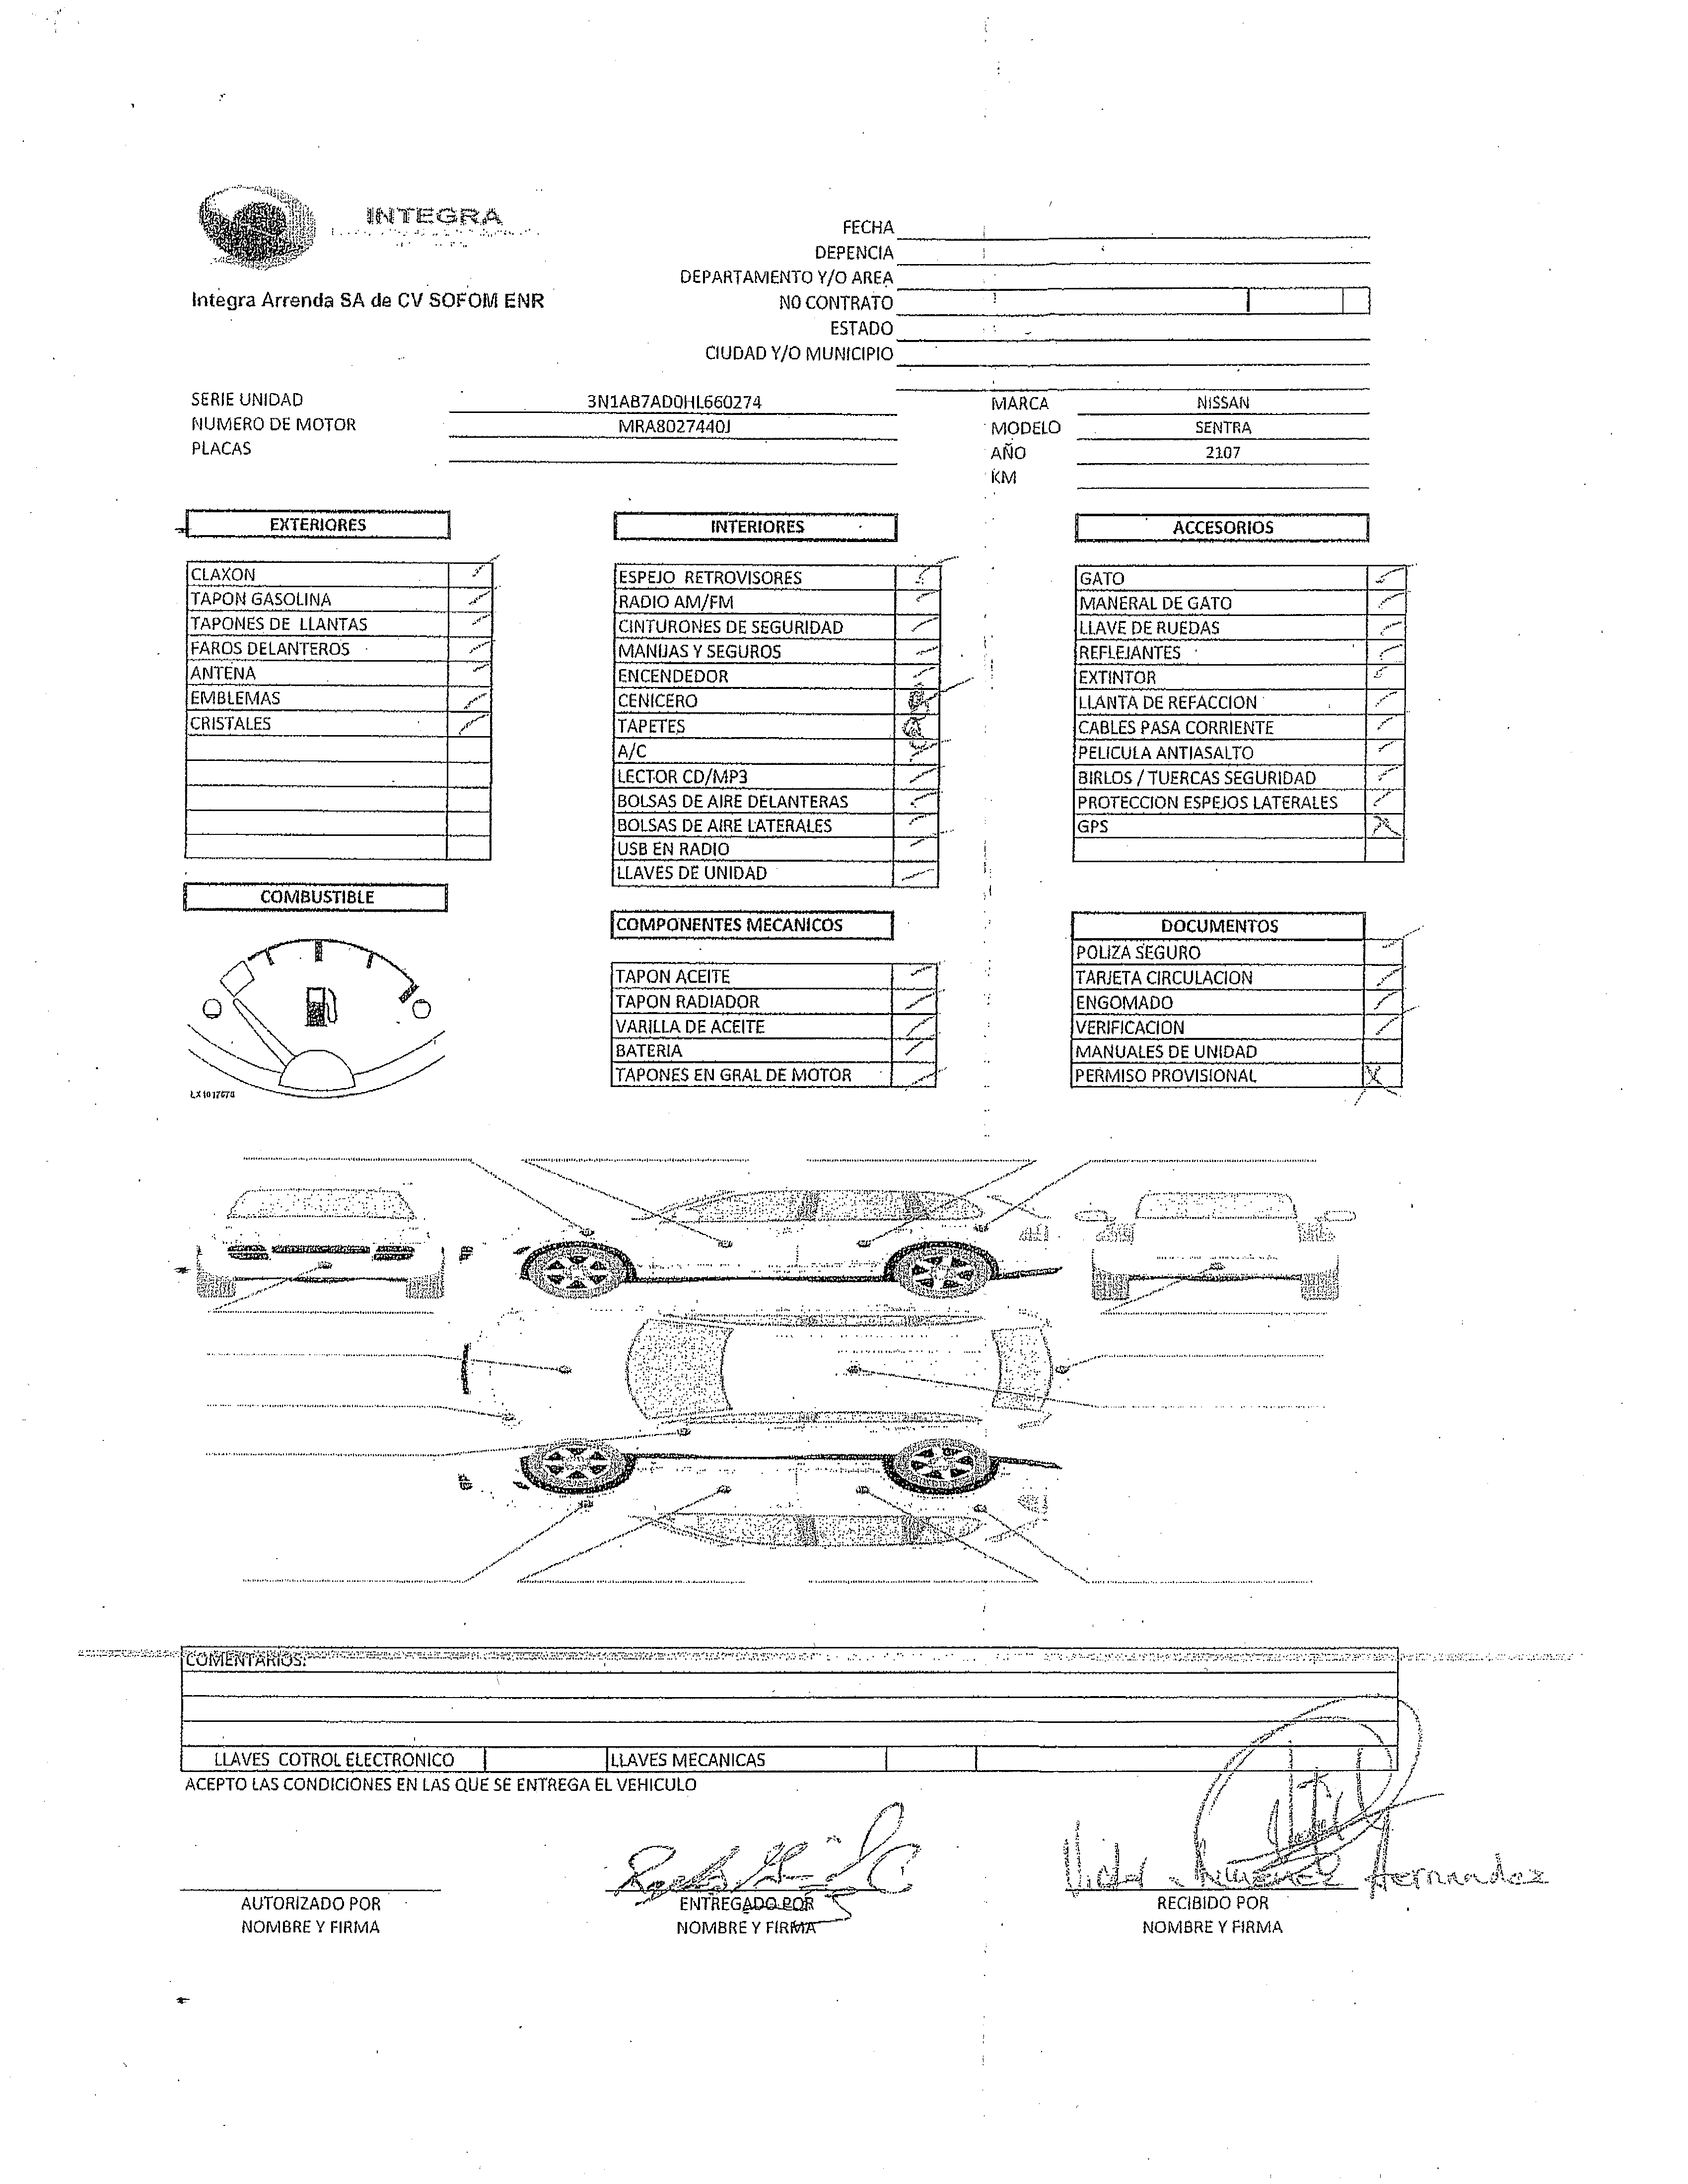 INTEGRA
Integra Arrenda SA de CV SOFOM ENR
FECHA
DEPENCIA
DEPARTAMENTO Y/O AREA
NO CONTRATO
ESTADO
CIUDAD Y/O MUNICIPIO
SERIE UNIDAD 3N1AB7AD0HL660274 MARCA NISSAN
NUMERO DE MOTOR MRA8027440J MODELO SENTRA
PLACAS AÑO 2107
KM
EXTERIORES
CLAXON
TAPON GASOLINA
TAPONES DE LLANTAS
FAROS DELANTEROS
ANTENA
EMBLEMAS
CRISTALES
COMBUSTIBLE
LX1017674
INTERIORES
ESPEJO RETROVISORES
RADIO AM/FM
CINTURONES DE SEGURIDAD
MANIJAS Y SEGUROS
ENCENDEDOR
CENICERO
TAPETES
A/C
LECTOR CD/MP3
BOLSAS DE AIRE DELANTERAS
BOLSAS DE AIRE LATERALES
USB EN RADIO
LLAVES DE UNIDAD
COMPONENTES MECANICOS
TAPON ACEITE
TAPON RADIADOR
VARILLA DE ACEITE
BATERIA
TAPONES EN GRAL DE MOTOR
ACCESORIOS
GATO
MANERAL DE GATO
LLAVE DE RUEDAS
REFLEJANTES
EXTINTOR
LLANTA DE REFACCION
CABLES PASA CORRIENTE
PELICULA ANTIASALTO
BIRLOS / TUERCAS SEGURIDAD
PROTECCION ESPEJOS LATERALES
GPS
DOCUMENTOS
POLIZA SEGURO
TARJETA CIRCULACION
ENGOMADO
VERIFICACION
MANUALES DE UNIDAD
PERMISO PROVISIONAL X
COMENTARIOS:
LLAVES COTROL ELECTRONICO LLAVES MECANICAS
ACEPTO LAS CONDICIONES EN LAS QUE SE ENTREGA EL VEHICULO
Victor Jimenez Hernandez
AUTORIZADO POR ENTREGADO POR RECIBIDO POR
NOMBRE Y FIRMA NOMBRE Y FIRMA NOMBRE Y FIRMA